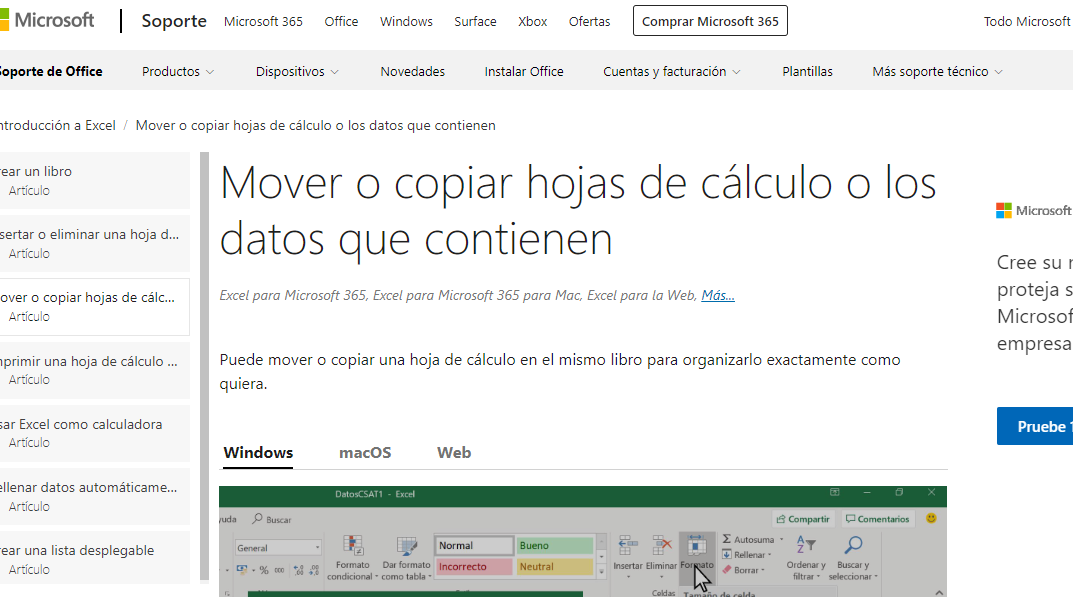 Microsoft Soporte Microsoft 365 Office Windows Surface Xbox Ofertas Comprar Microsoft 365 Todo Microsoft
Soporte de Office Productos Dispositivos Novedades Instalar Office Cuentas y facturación Plantillas Más soporte técnico
ntroducción a Excel / Mover o copiar hojas de cálculo o los datos que contienen
rear un libro
Artículo
sertar o eliminar una hoja d...
Artículo
over o copiar hojas de cálc...
Artículo
nprimir una hoja de cálculo ...
Artículo
sar Excel como calculadora
Artículo
ellenar datos automáticame...
Artículo
rear una lista desplegable
Artículo
Mover o copiar hojas de cálculo o los
datos que contienen
Excel para Microsoft 365, Excel para Microsoft 365 para Mac, Excel para la Web, Más...
Puede mover o copiar una hoja de cálculo en el mismo libro para organizarlo exactamente como
quiera.
Windows macOS Web
DatosCSAT1 - Excel
yuda Buscar Compartir Comentarios
General Normal Bueno Autosuma
Formato Dar formato Incorrecto Neutral Insertar Eliminar Formato Rellenar Ordenar y Buscar y
% 000 condicional como tabla Borrar filtrar seleccionar
Celdas Tamaño de celda
Microsoft
Cree su
proteja s
Microsof
empresa
Pruebe 1